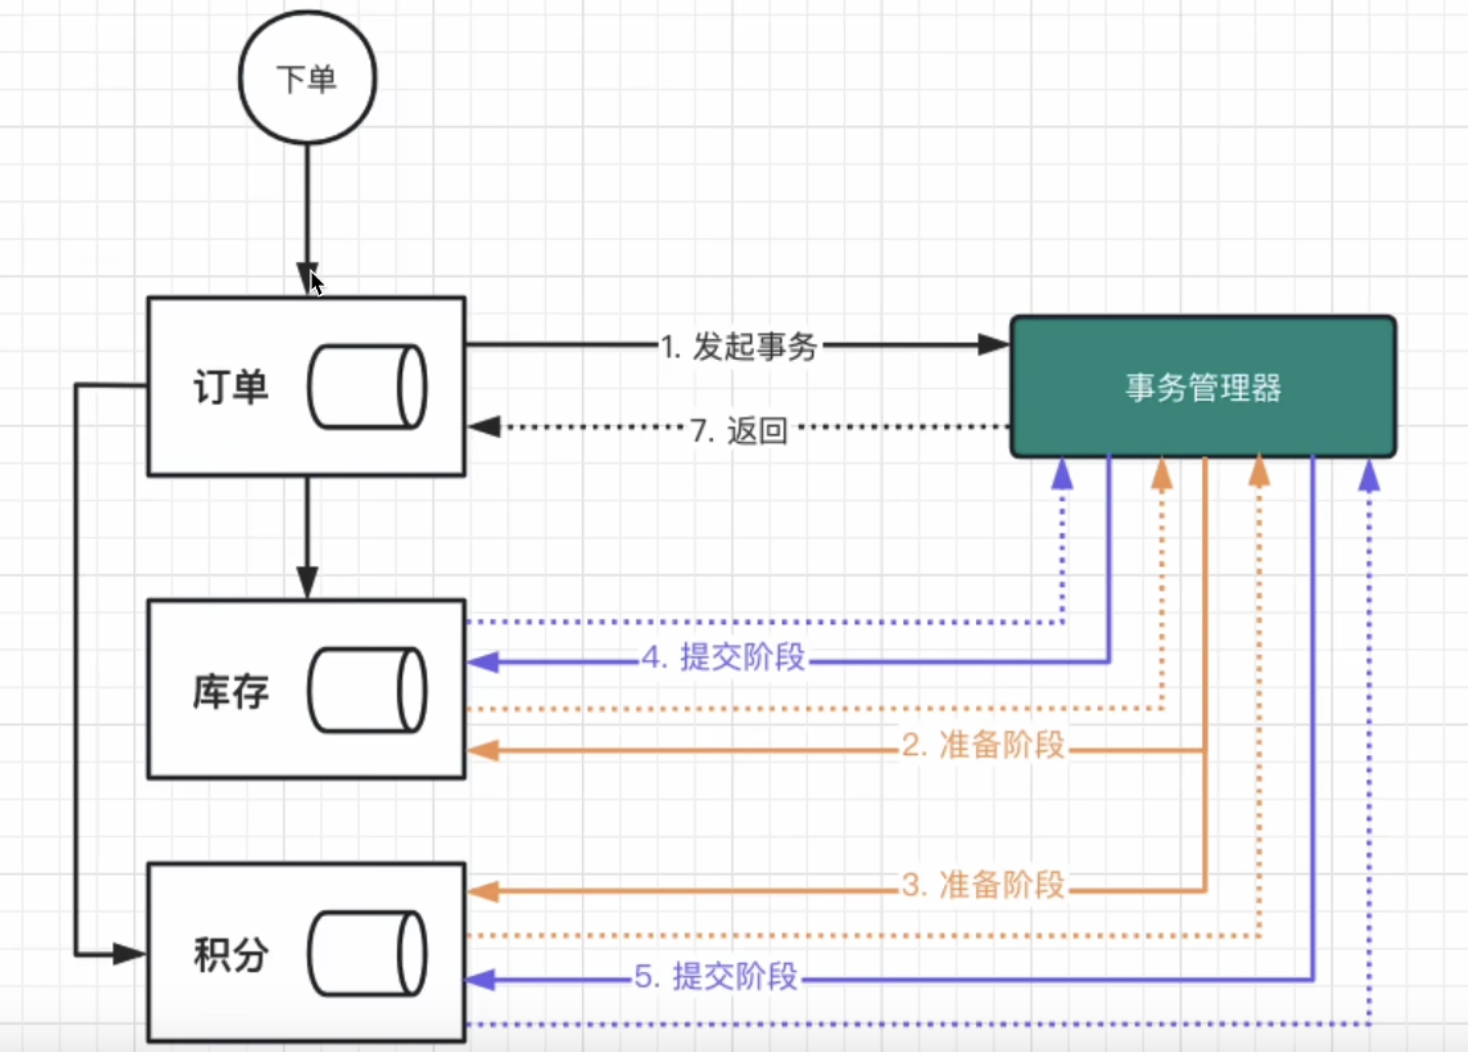 下单
订单
1. 发起事务
事务管理器
7. 返回
4. 提交阶段
库存
2. 准备阶段
3. 准备阶段
积分
5. 提交阶段